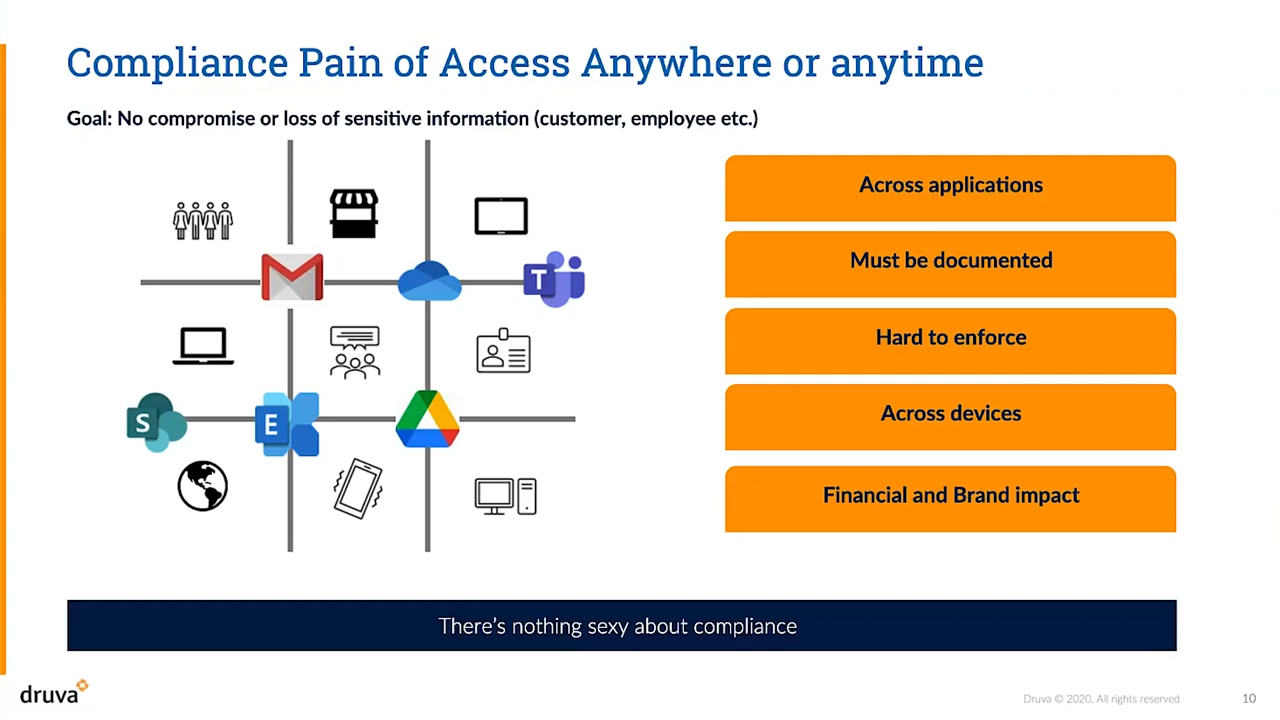 Compliance Pain of Access Anywhere or anytime
Goal: No compromise or loss of sensitive information (customer, employee etc.)
T
S
E
Across applications
Must be documented
Hard to enforce
Across devices
Financial and Brand impact
There's nothing sexy about compliance
druva
Druva © 2020. All rights reserved
10